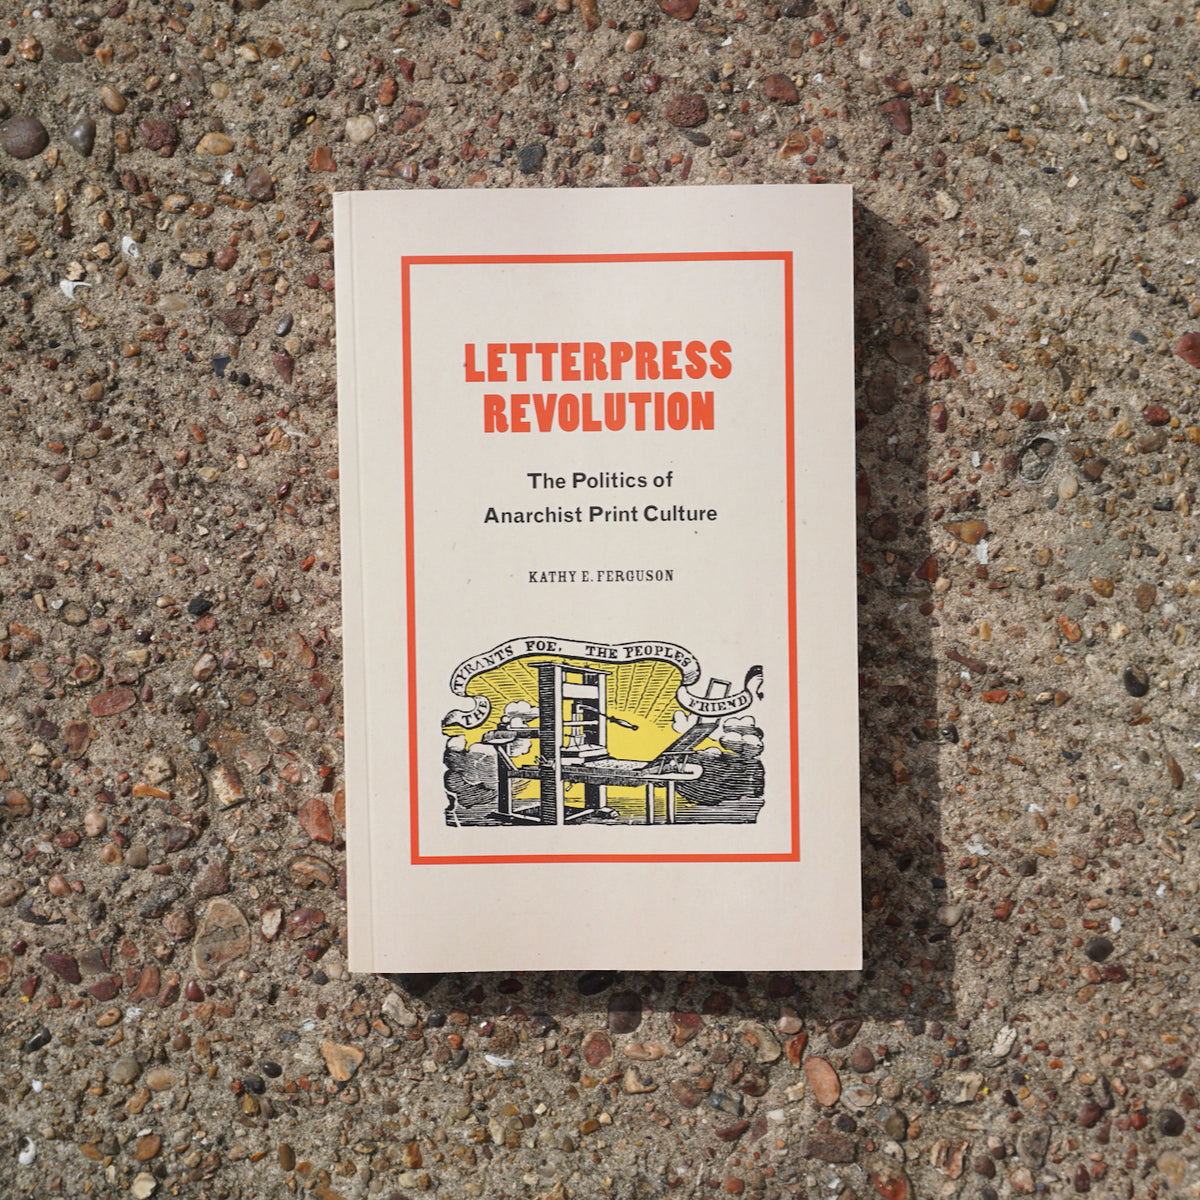 LETTERPRESS
REVOLUTION
The Politics of
Anarchist Print Culture
KATHY E. FERGUSON
THE TYRANTS FOE, THE PEOPLES FRIEND